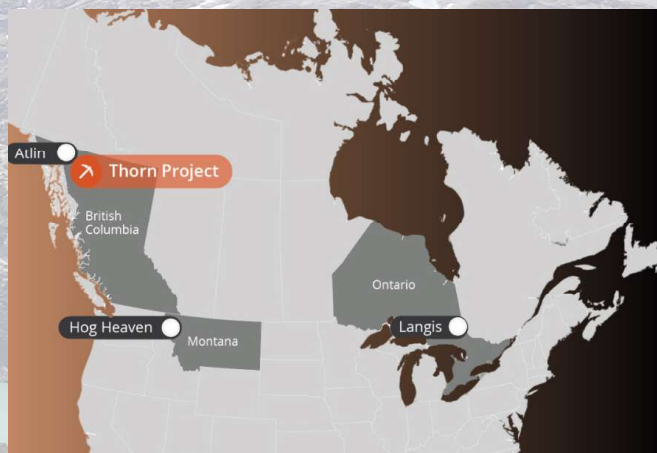 Atlin
Thorn Project
British
Columbia
Hog Heaven
Montana
Ontario
Langis